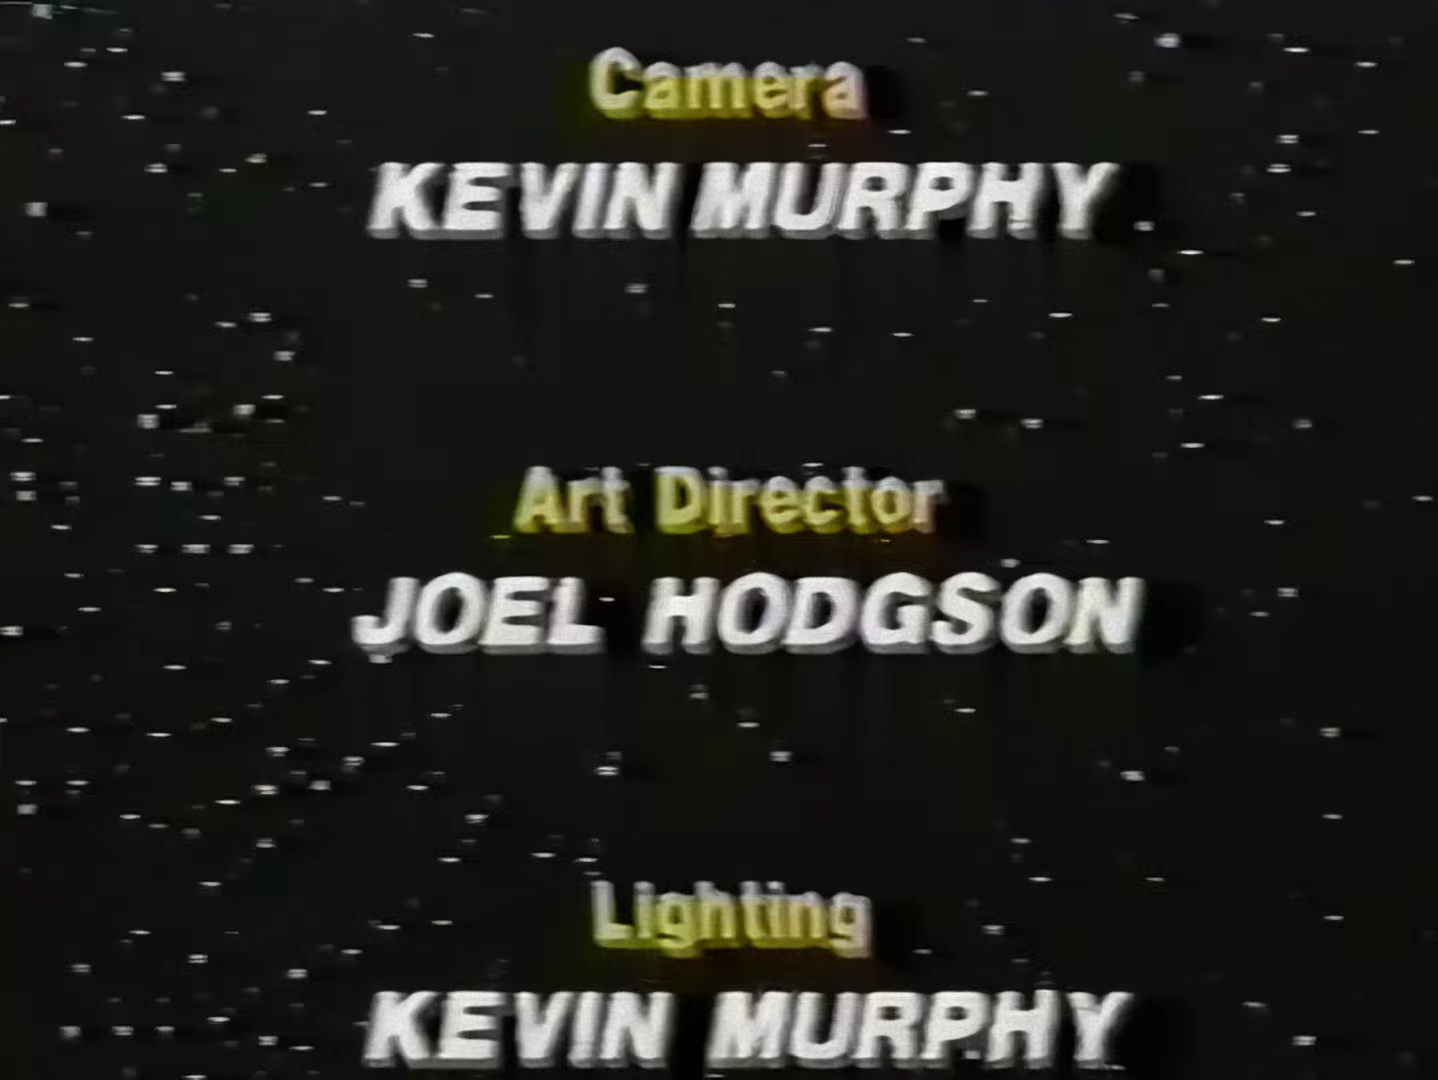 Camera
KEVIN MURPHY
Art Director
JOEL HODGSON
Lighting
KEVIN MURPHY